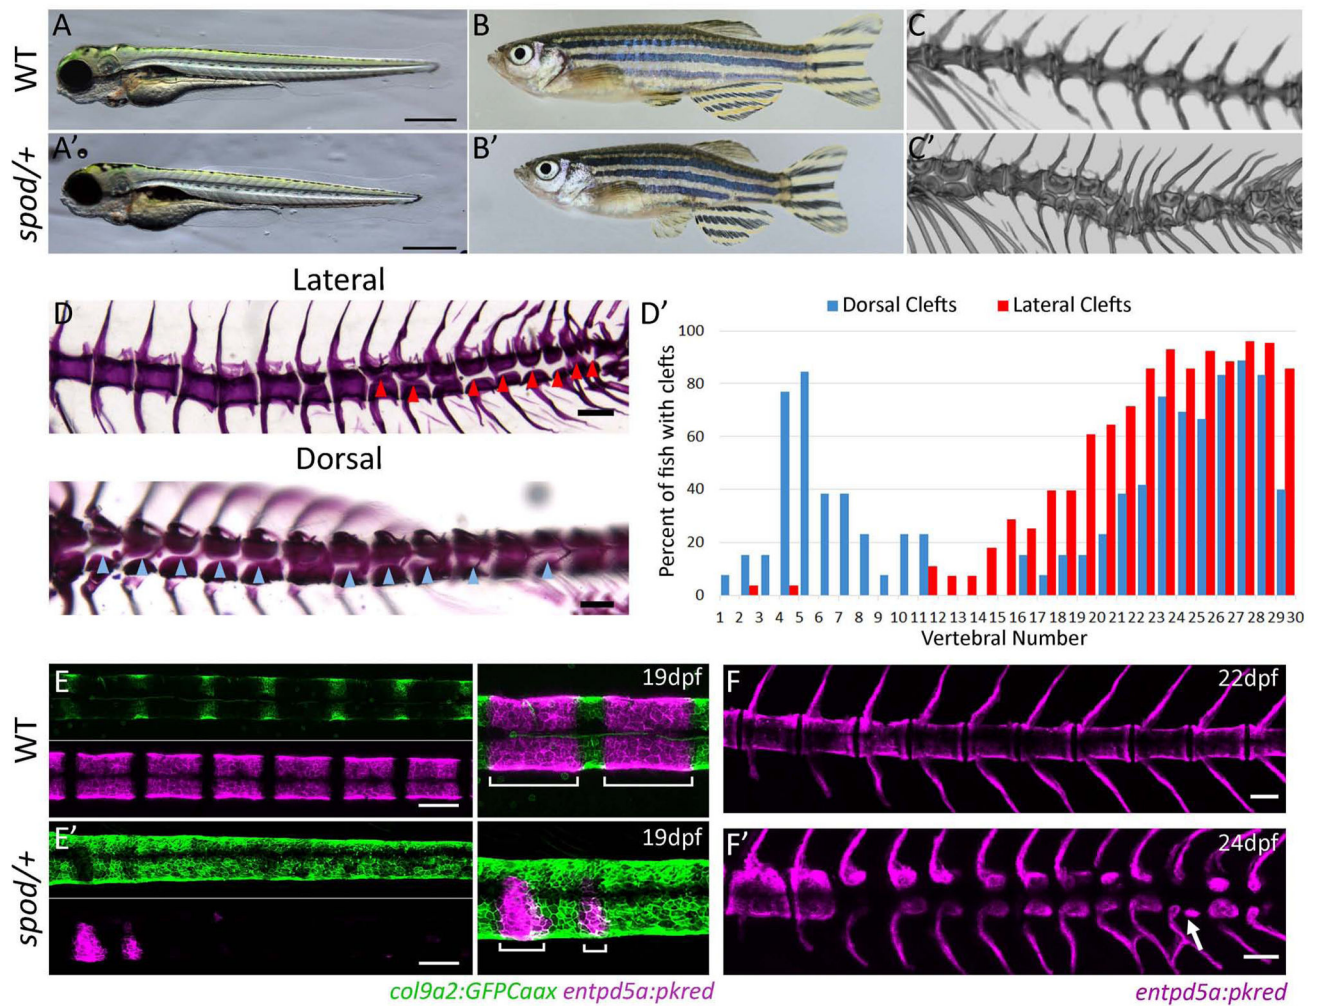 A
B
C
WT
A'
B'
C'
spod/+
Lateral
D
D'
Dorsal Clefts
Lateral Clefts
100
80
60
40
20
0
Percent of fish with clefts
1 2 3 4 5 6 7 8 9 10 11 12 13 14 15 16 17 18 19 20 21 22 23 24 25 26 27 28 29 30
Vertebral Number
Dorsal
E
19dpf
F
22dpf
WT
E'
19dpf
F'
24dpf
spod/+
col9a2:GFPCaax entpd5a:pkred
entpd5a:pkred